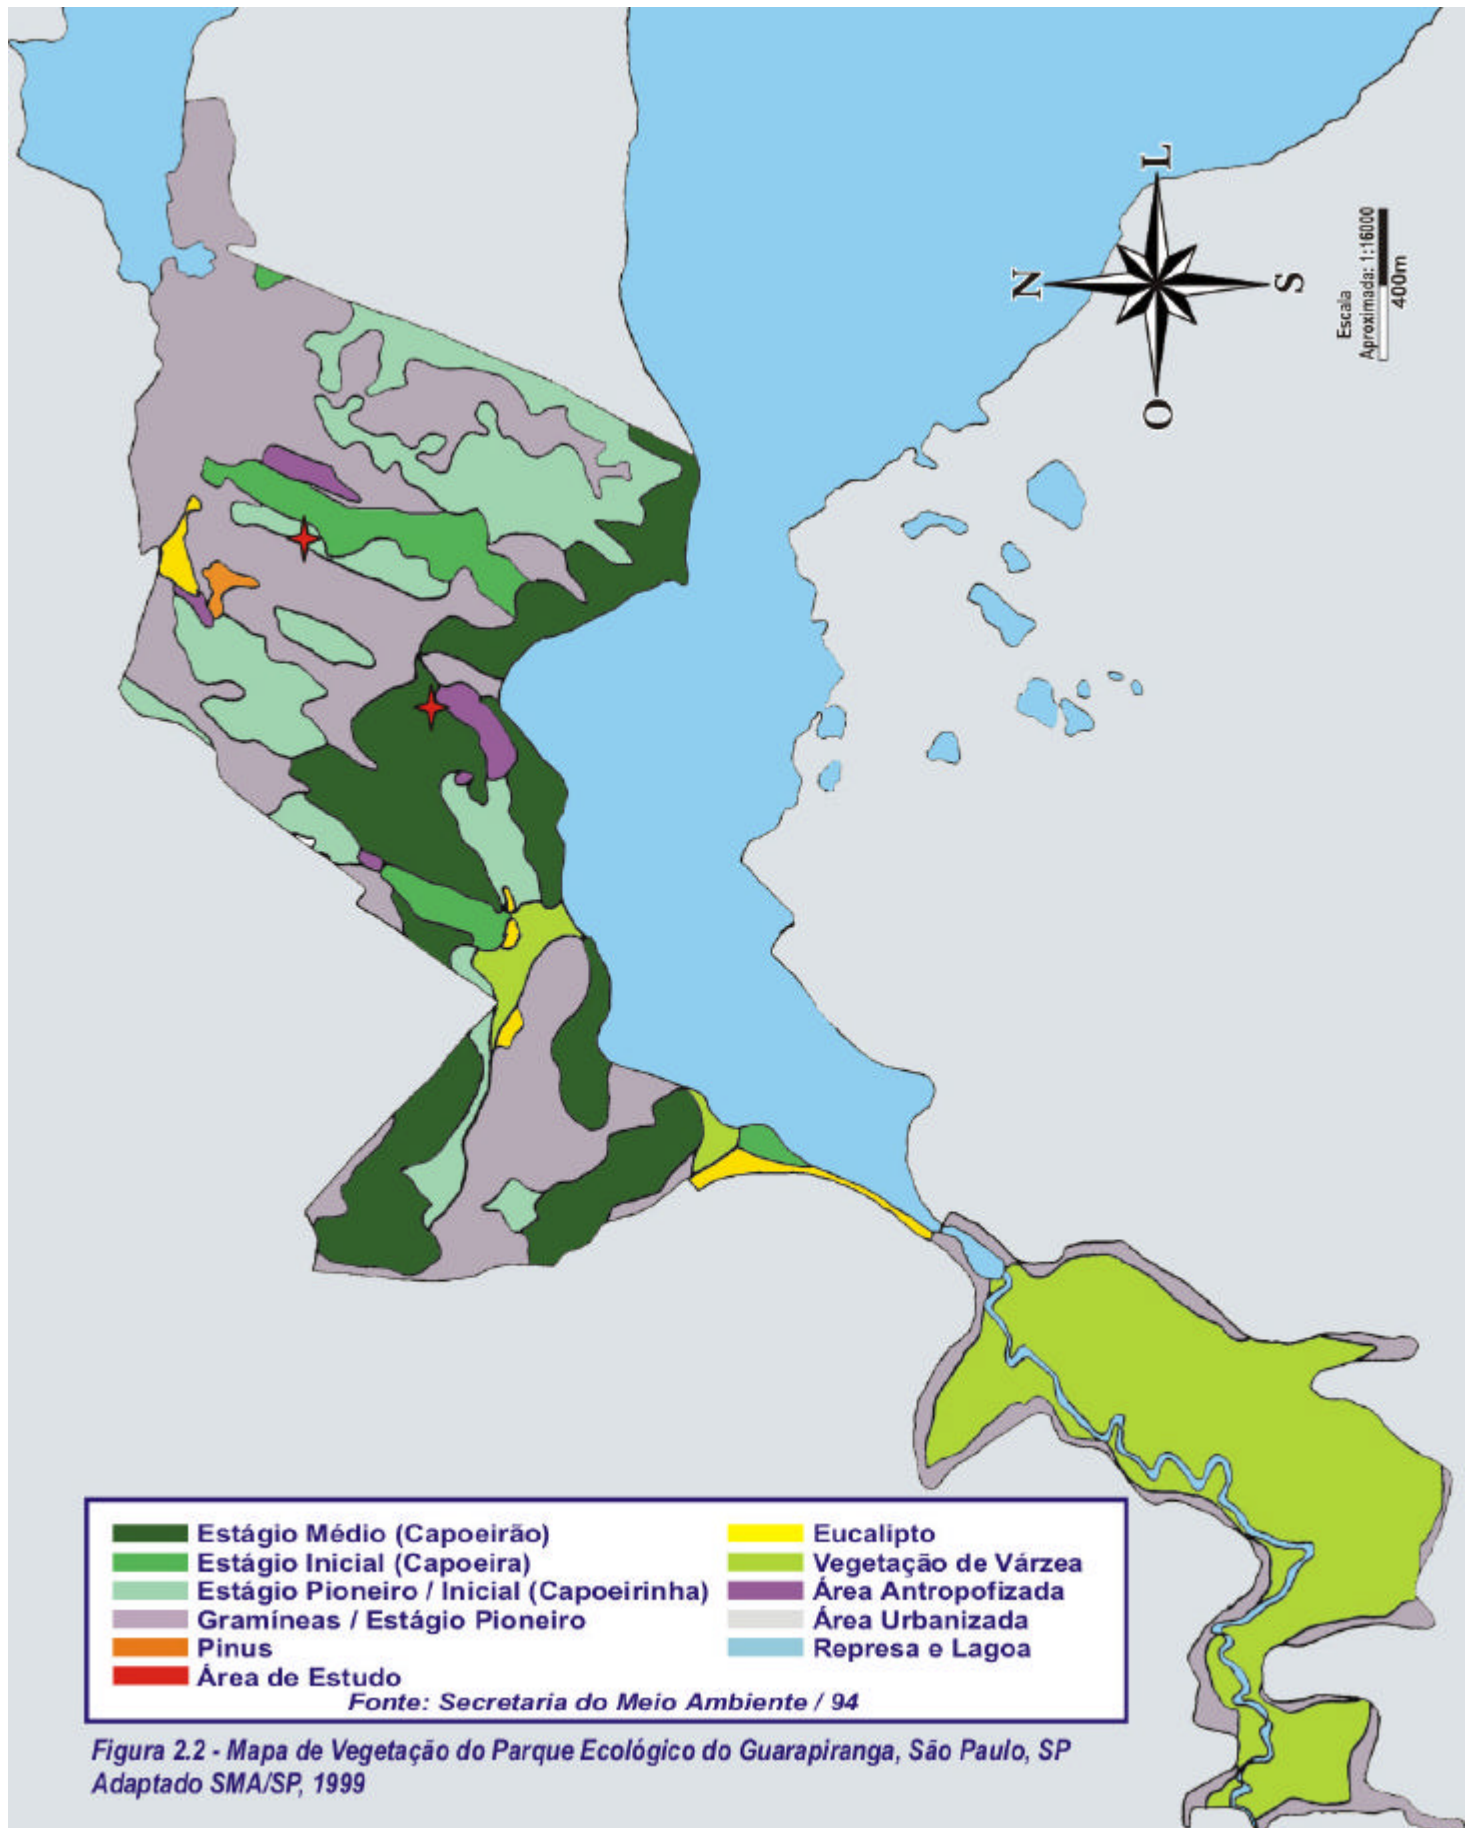 L
N
S
O
Escala
Aproximada: 1:16000
400m
Estágio Médio (Capoeirão)
Estágio Inicial (Capoeira)
Estágio Pioneiro / Inicial (Capoeirinha)
Gramíneas / Estágio Pioneiro
Pinus
Área de Estudo
Eucalipto
Vegetação de Várzea
Área Antropofizada
Área Urbanizada
Represa e Lagoa
Fonte: Secretaria do Meio Ambiente / 94
Figura 2.2 - Mapa de Vegetação do Parque Ecológico do Guarapiranga, São Paulo, SP
Adaptado SMA/SP, 1999